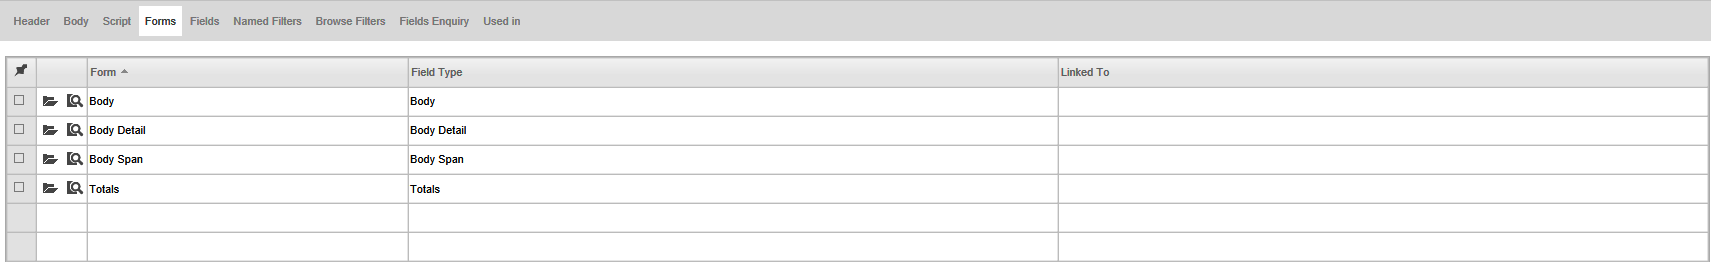 Header Body Script Forms Fields Named Filters Browse Filters Fields Enquiry Used in
Form Field Type Linked To
Body Body
Body Detail Body Detail
Body Span Body Span
Totals Totals